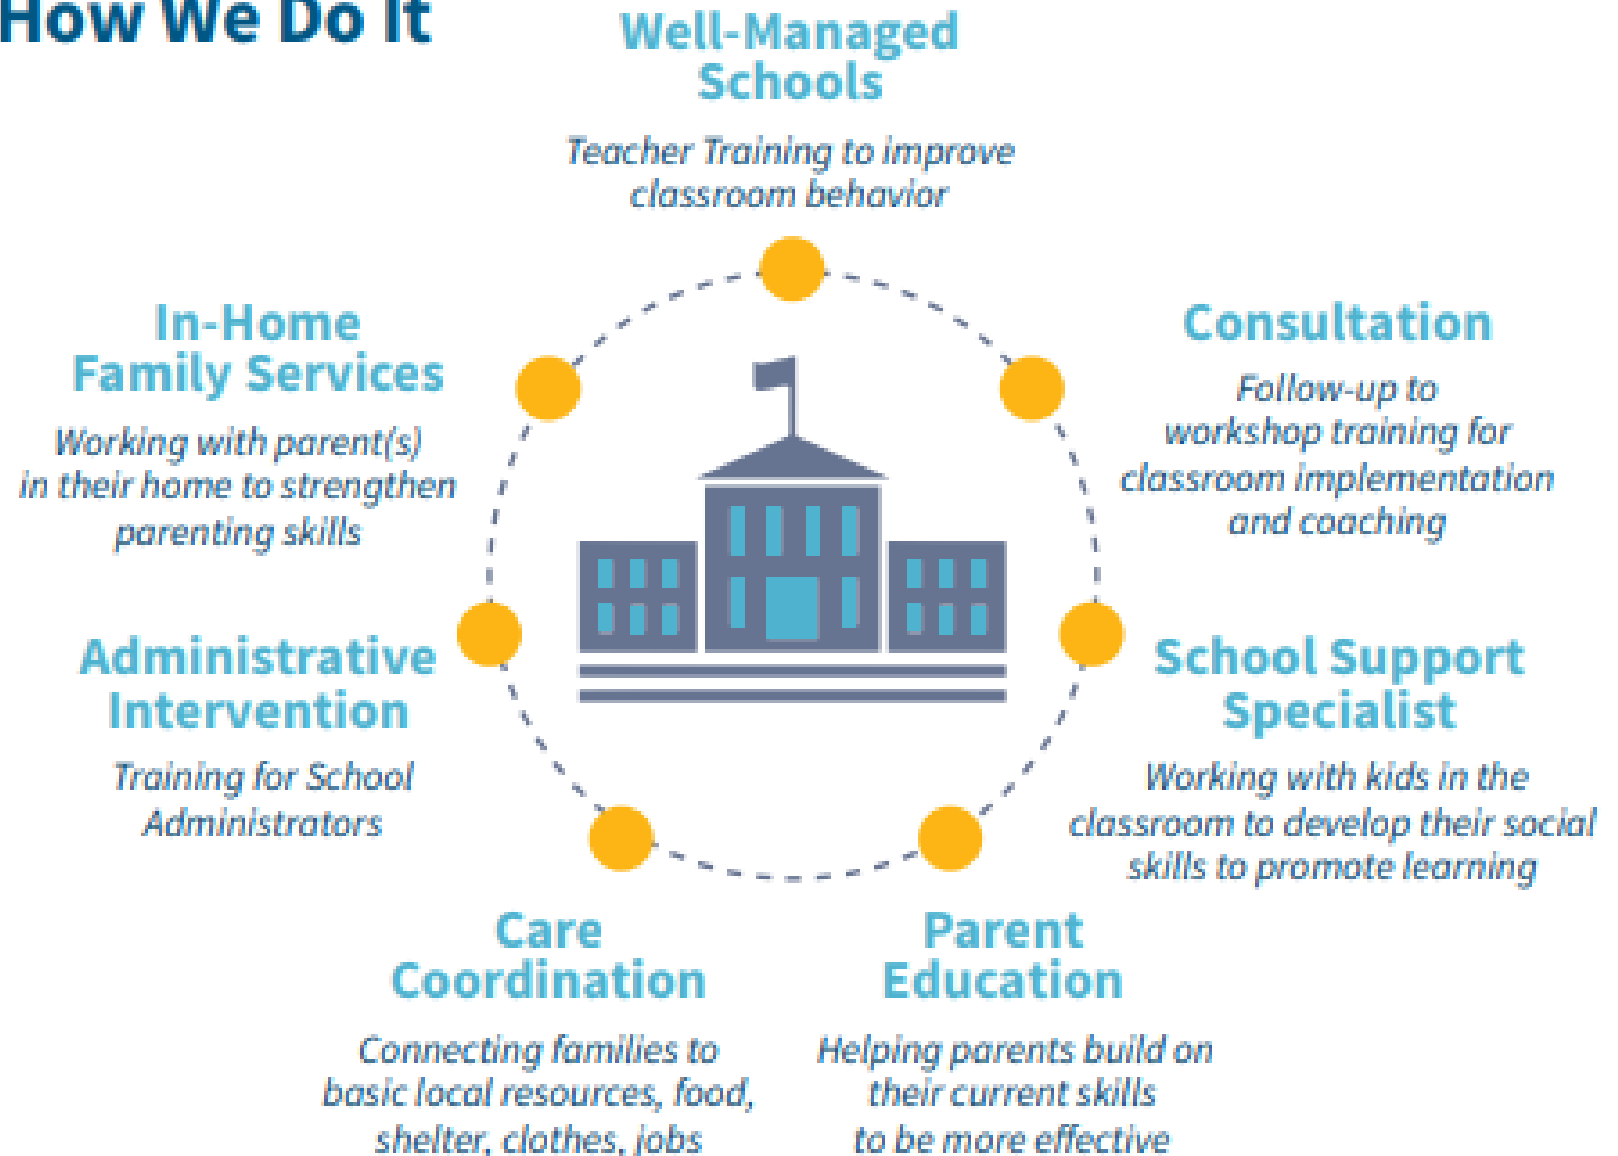 How We Do It
Well-Managed
Schools
Teacher Training to improve
classroom behavior
Consultation
Follow-up to
workshop training for
classroom implementation
and coaching
School Support
Specialist
Working with kids in the
classroom to develop their social
skills to promote learning
Parent
Education
Helping parents build on
their current skills
to be more effective
Care
Coordination
Connecting families to
basic local resources, food,
shelter, clothes, jobs
Administrative
Intervention
Training for School
Administrators
In-Home
Family Services
Working with parent(s)
in their home to strengthen
parenting skills